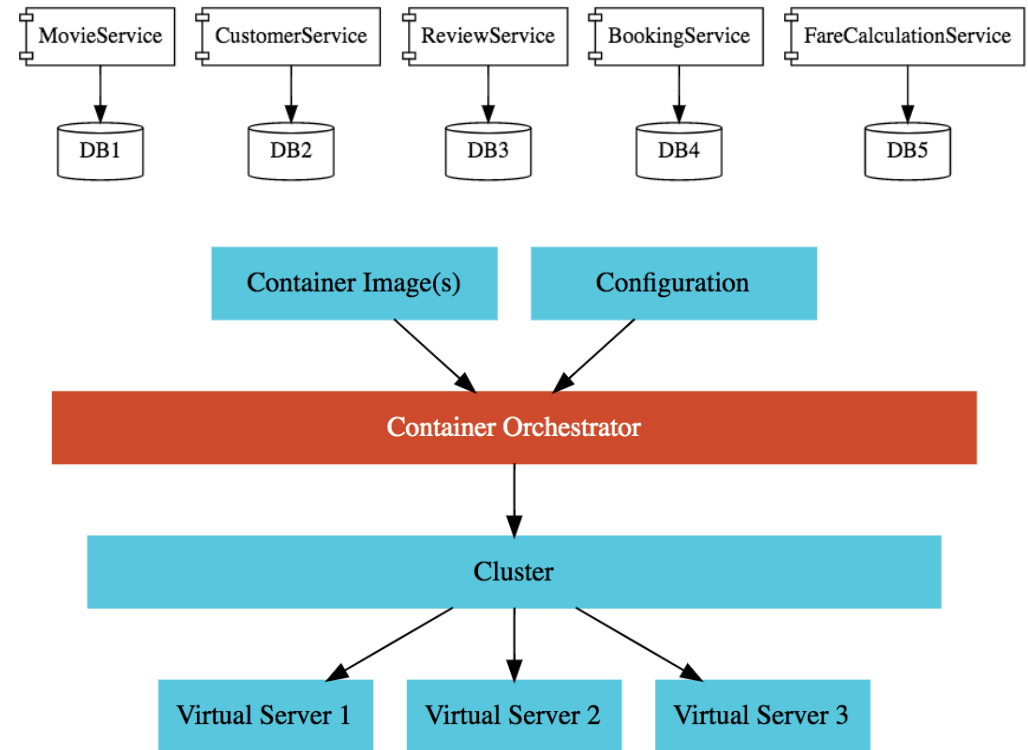 MovieService
CustomerService
ReviewService
BookingService
FareCalculationService
DB1
DB2
DB3
DB4
DB5
Container Image(s)
Configuration
Container Orchestrator
Cluster
Virtual Server 1
Virtual Server 2
Virtual Server 3